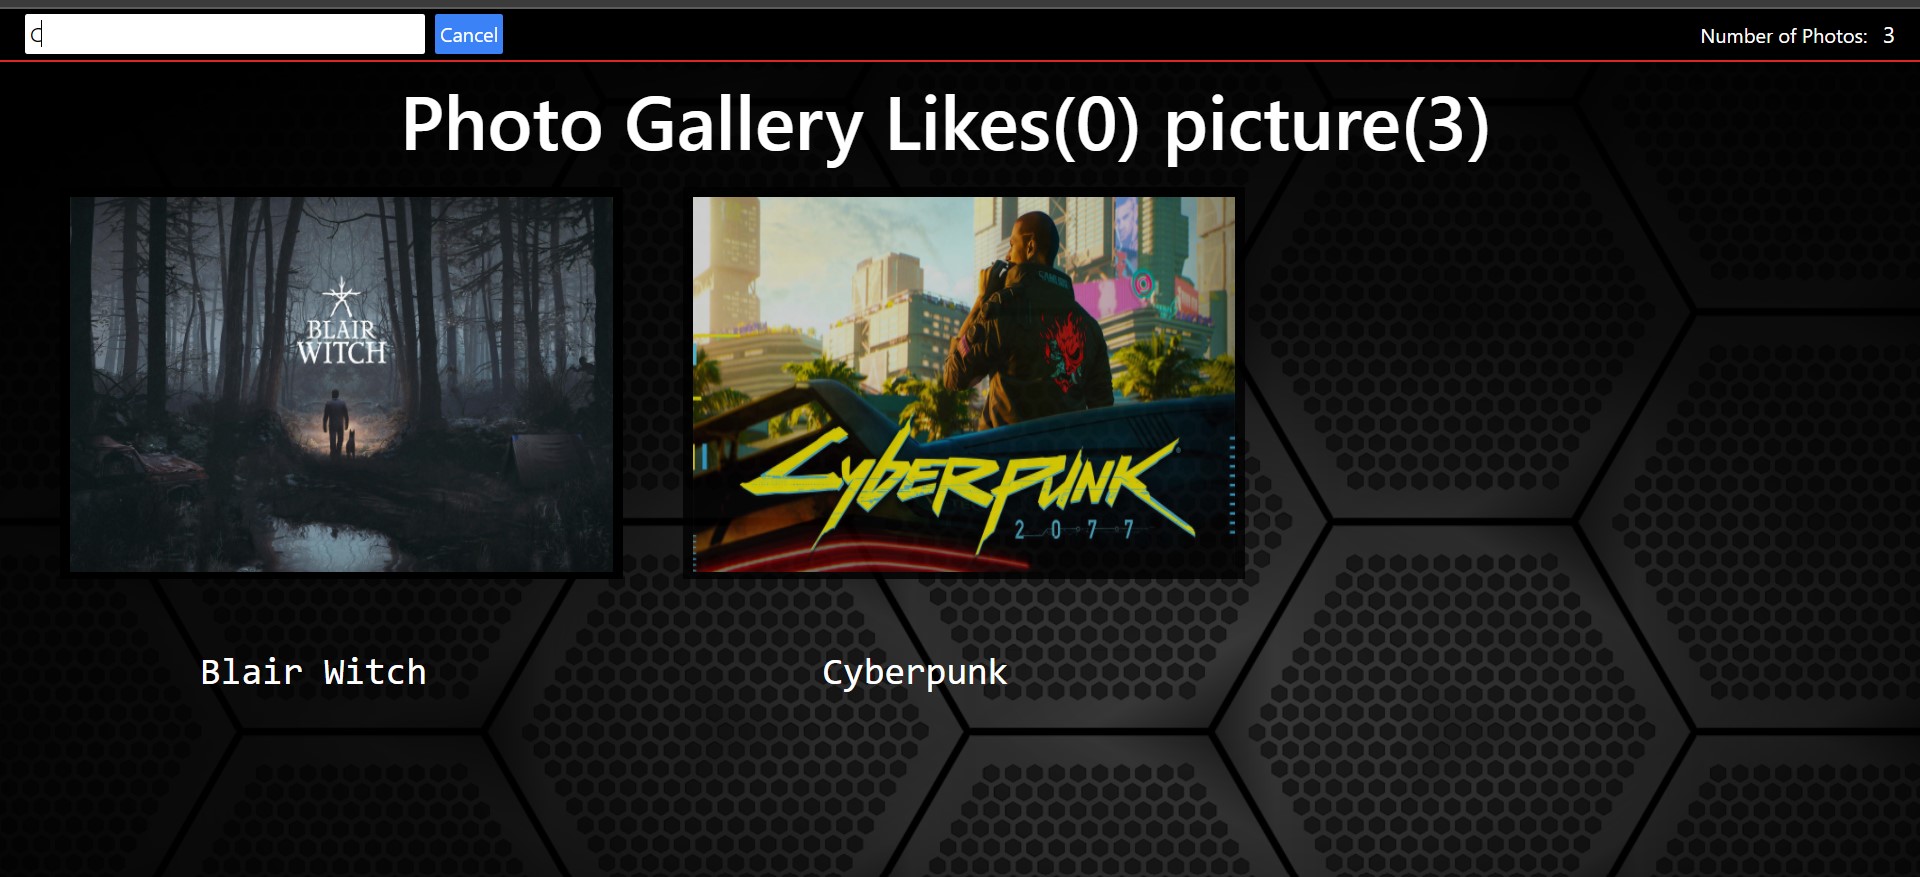 C
Cancel
Number of Photos: 3
Photo Gallery Likes(0) picture(3)
BLAIR
WITCH
CYBERPUNK
2077
Blair Witch
Cyberpunk